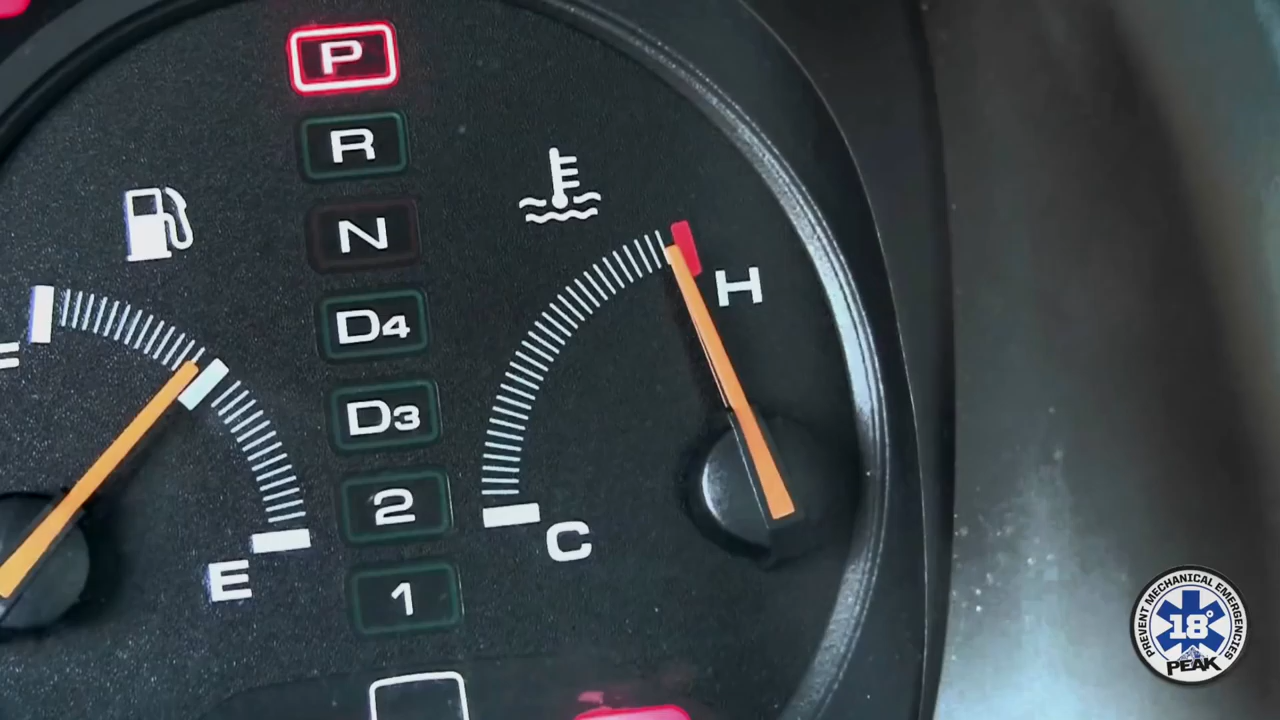 P
R
N
D4
D3
2
1
F
E
H
C
PREVENT MECHANICAL EMERGENCIES
18°
PEAK